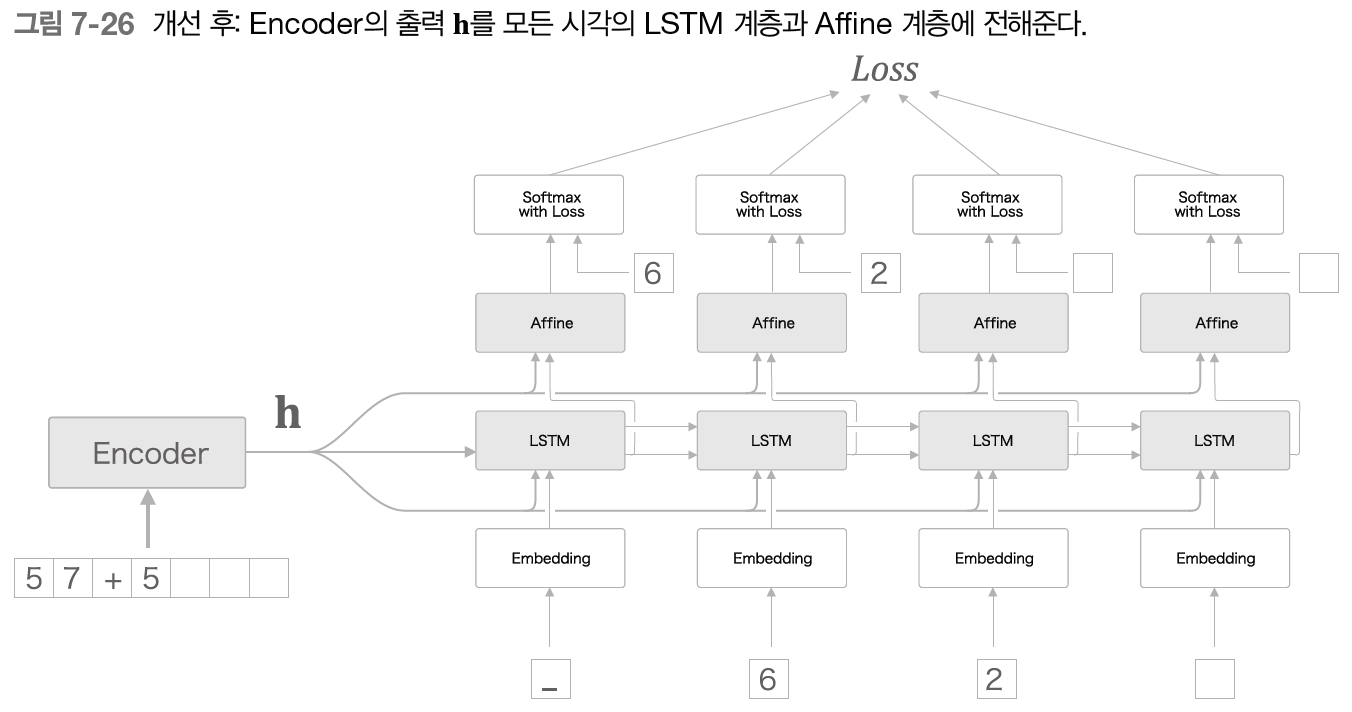 그림 7-26 개선 후: Encoder의 출력 h를 모든 시각의 LSTM 계층과 Affine 계층에 전해준다.
Loss
Softmax with Loss
Softmax with Loss
Softmax with Loss
Softmax with Loss
6
2
Affine
Affine
Affine
Affine
h
Encoder
LSTM
LSTM
LSTM
LSTM
5 7 + 5
Embedding
Embedding
Embedding
Embedding
_
6
2